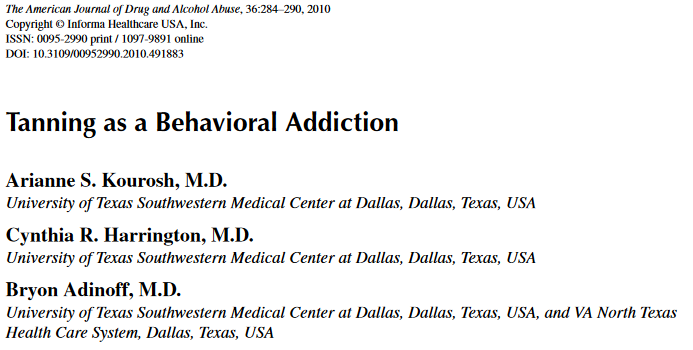 The American Journal of Drug and Alcohol Abuse, 36:284–290, 2010
Copyright © Informa Healthcare USA, Inc.
ISSN: 0095-2990 print / 1097-9891 online
DOI: 10.3109/00952990.2010.491883
Tanning as a Behavioral Addiction
Arianne S. Kourosh, M.D.
University of Texas Southwestern Medical Center at Dallas, Dallas, Texas, USA
Cynthia R. Harrington, M.D.
University of Texas Southwestern Medical Center at Dallas, Dallas, Texas, USA
Bryon Adinoff, M.D.
University of Texas Southwestern Medical Center at Dallas, Dallas, Texas, USA, and VA North Texas
Health Care System, Dallas, Texas, USA